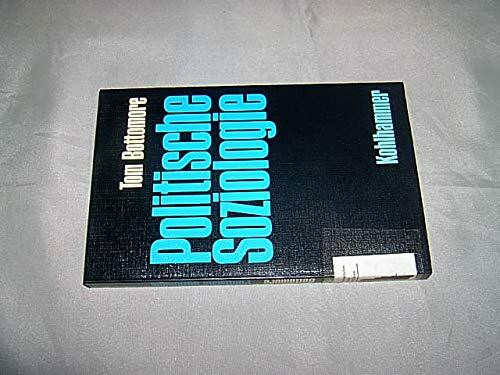 Tom Bottomore
Politische
Soziologie
Kohlhammer